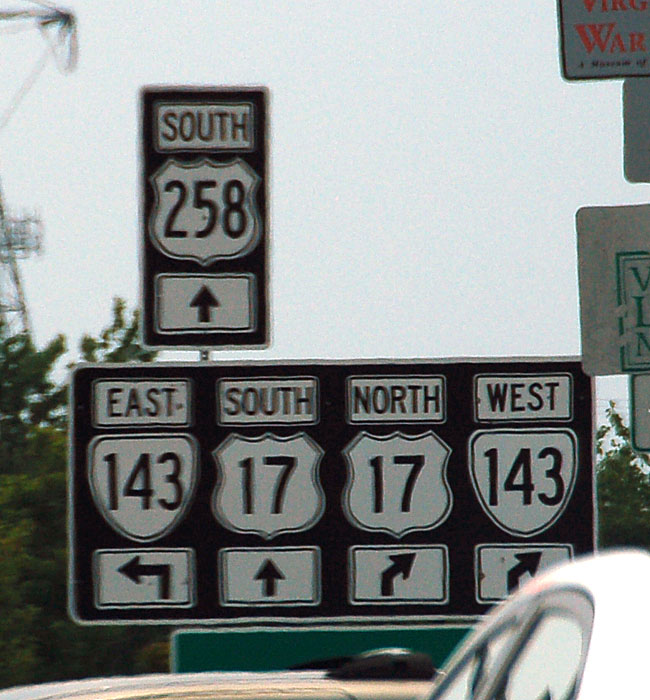 WAR
SOUTH
258
EAST SOUTH NORTH WEST
143 17 17 143